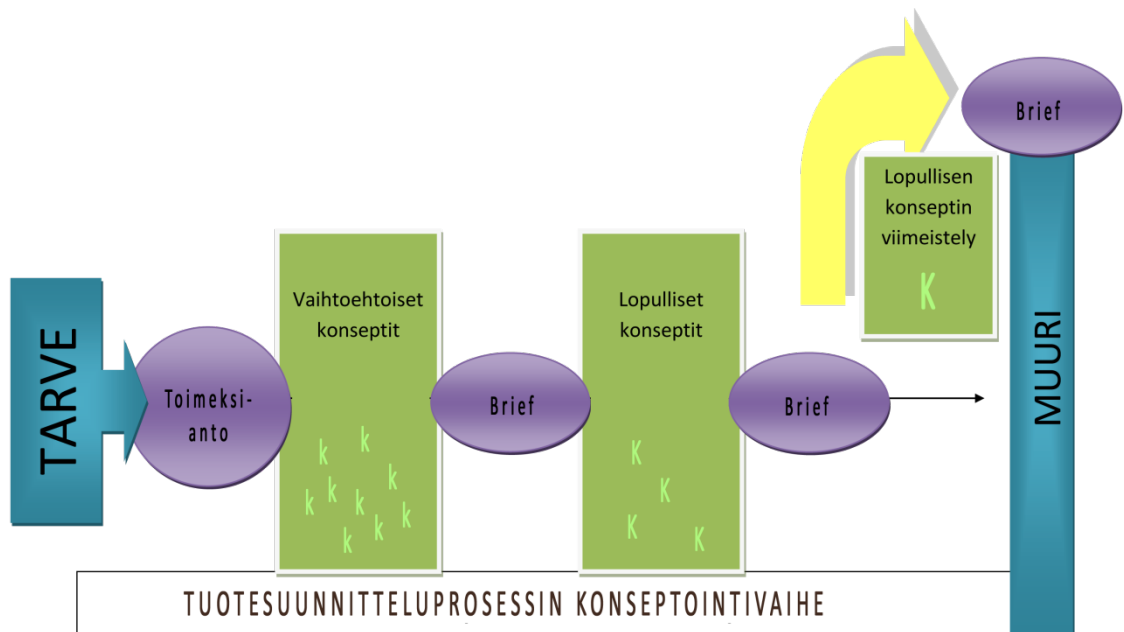 TARVE
Toimeksi-
anto
Vaihtoehtoiset
konseptit
k
k
k
k
k
k
k
k
k
Brief
Lopulliset
konseptit
K
K
K
K
Brief
Lopullisen
konseptin
viimeistely
K
Brief
MUURI
TUOTESUUNNITTELUPROSESSIN KONSEPTOINTIVAIHE